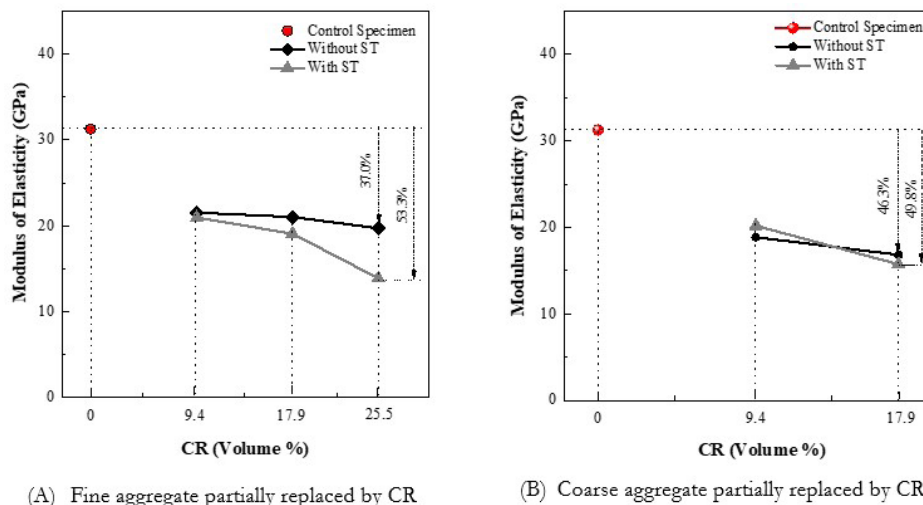 Control Specimen
Without ST
With ST
40
30
20
10
0
Modulus of Elasticity (GPa)
37.0%
53.3%
0
9.4
17.9
25.5
CR (Volume %)
(A) Fine aggregate partially replaced by CR
Control Specimen
Without ST
With ST
40
30
20
10
0
Modulus of Elasticity (GPa)
46.3%
49.8%
0
9.4
17.9
CR (Volume %)
(B) Coarse aggregate partially replaced by CR